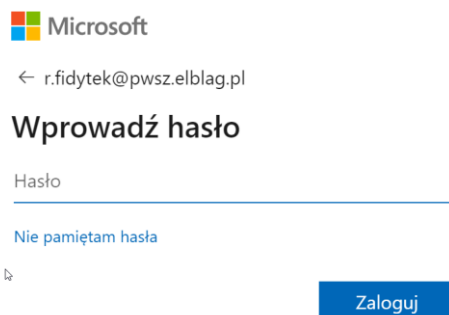 Microsoft
← r.fidytek@pwsz.elblag.pl
Wprowadź hasło
Hasło
Nie pamiętam hasła
Zaloguj